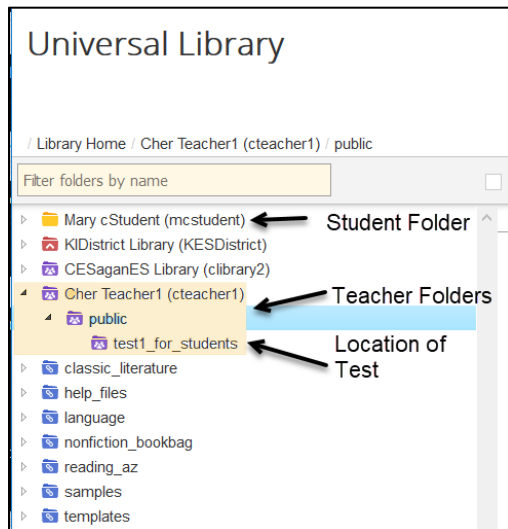 Universal Library
/ Library Home / Cher Teacher1 (cteacher1) / public
Filter folders by name
Mary cStudent (mcstudent) Student Folder
KIDistrict Library (KESDistrict)
CESaganES Library (clibrary2)
Cher Teacher1 (cteacher1) Teacher Folders
public
test1_for_students Location of
Test
classic_literature
help_files
language
nonfiction_bookbag
reading_az
samples
templates